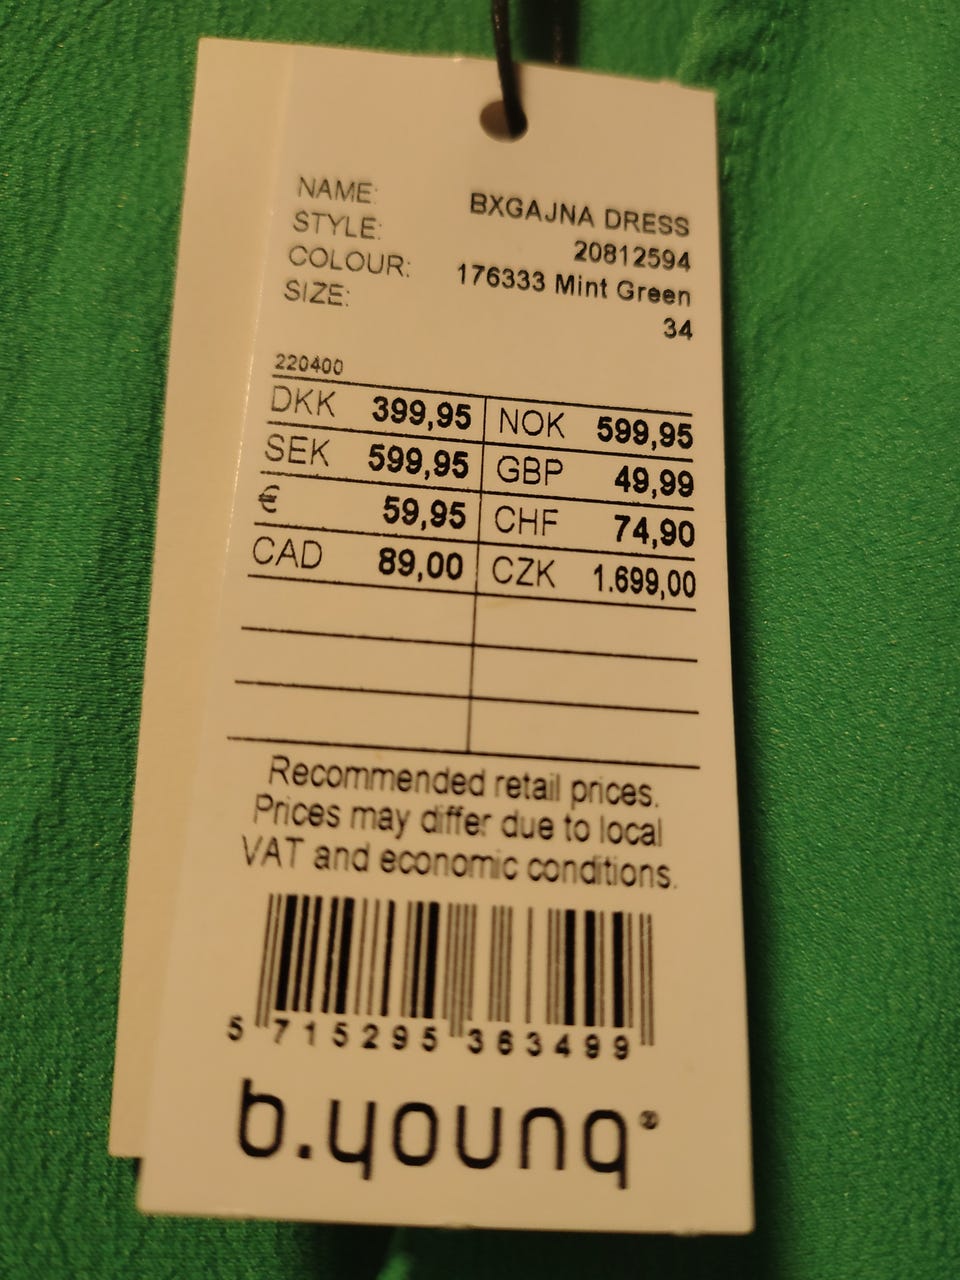 NAME: BXGAJNA DRESS
STYLE: 20812594
COLOUR: 176333 Mint Green
SIZE: 34
220400
DKK 399,95 NOK 599,95
SEK 599,95 GBP 49,99
€ 59,95 CHF 74,90
CAD 89,00 CZK 1.699,00
Recommended retail prices.
Prices may differ due to local
VAT and economic conditions.
5 715295 363499
b.young®